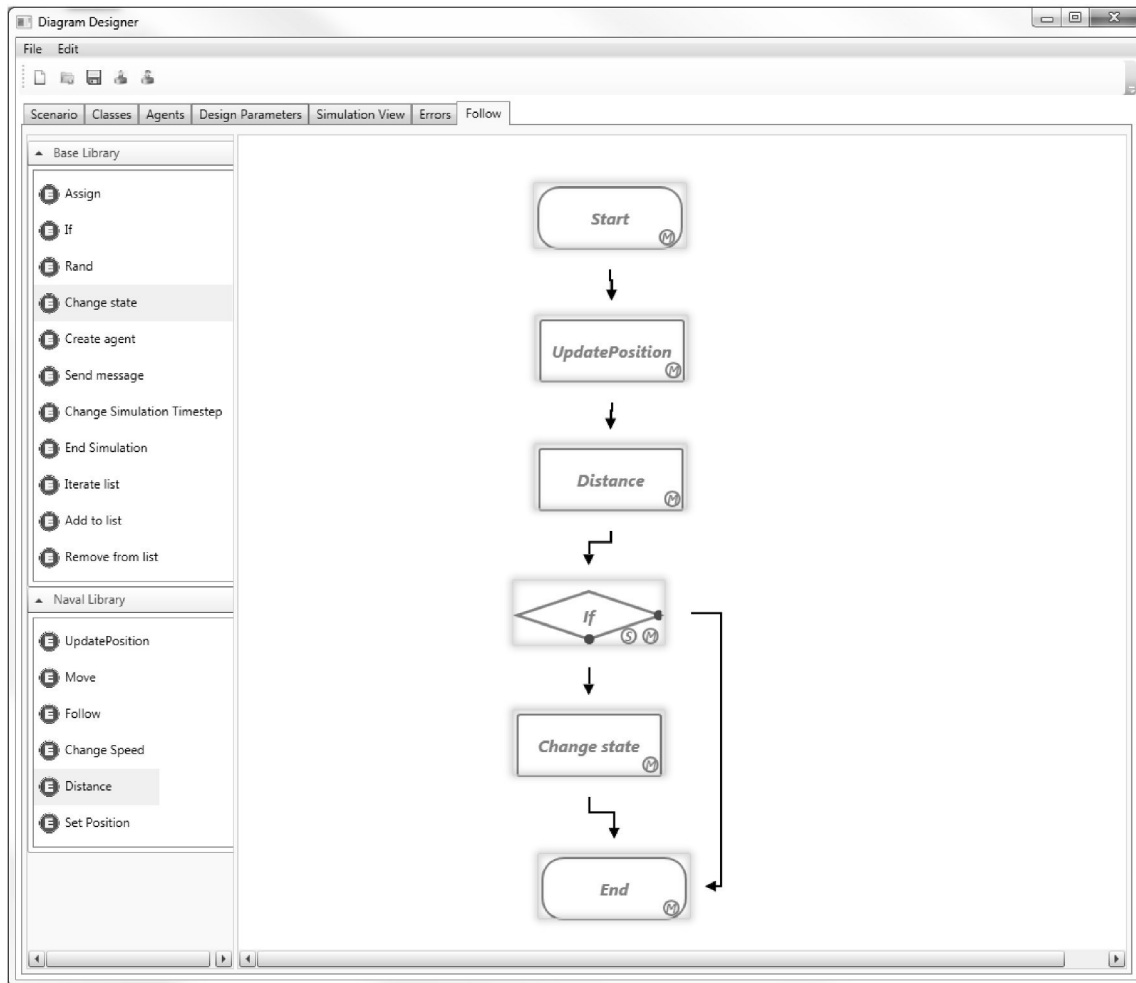 Diagram Designer
File Edit
Scenario Classes Agents Design Parameters Simulation View Errors Follow
Base Library
Assign
If
Rand
Change state
Create agent
Send message
Change Simulation Timestep
End Simulation
Iterate list
Add to list
Remove from list
Naval Library
UpdatePosition
Move
Follow
Change Speed
Distance
Set Position
Start
M
UpdatePosition
M
Distance
M
If
S M
Change state
M
End
M